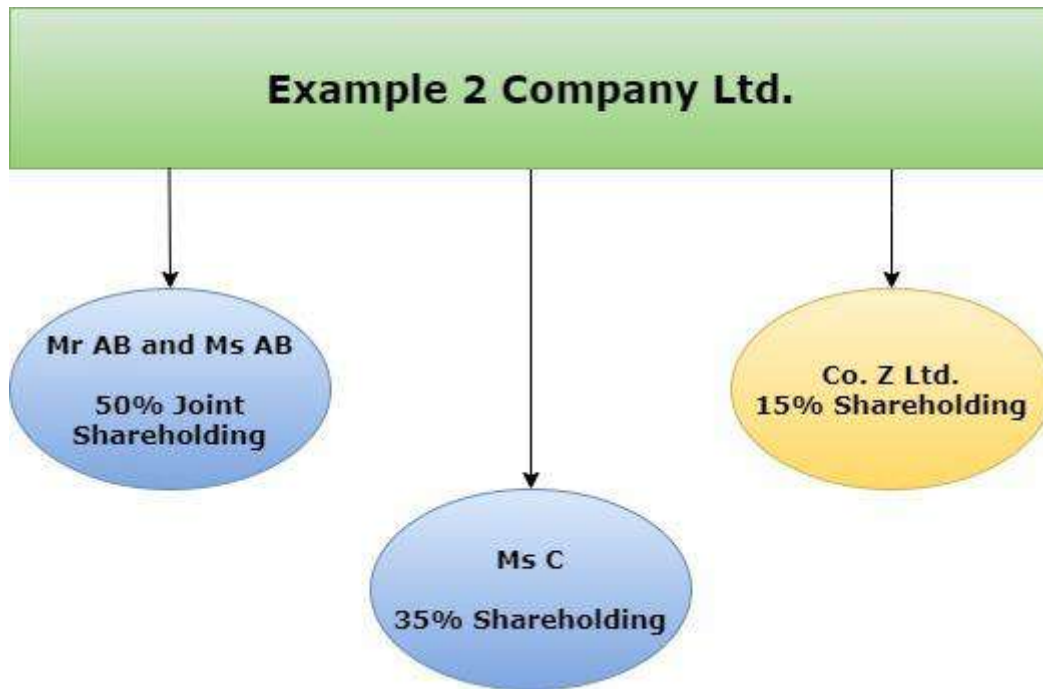 Example 2 Company Ltd.
Mr AB and Ms AB
50% Joint
Shareholding
Co. Z Ltd.
15% Shareholding
Ms C
35% Shareholding